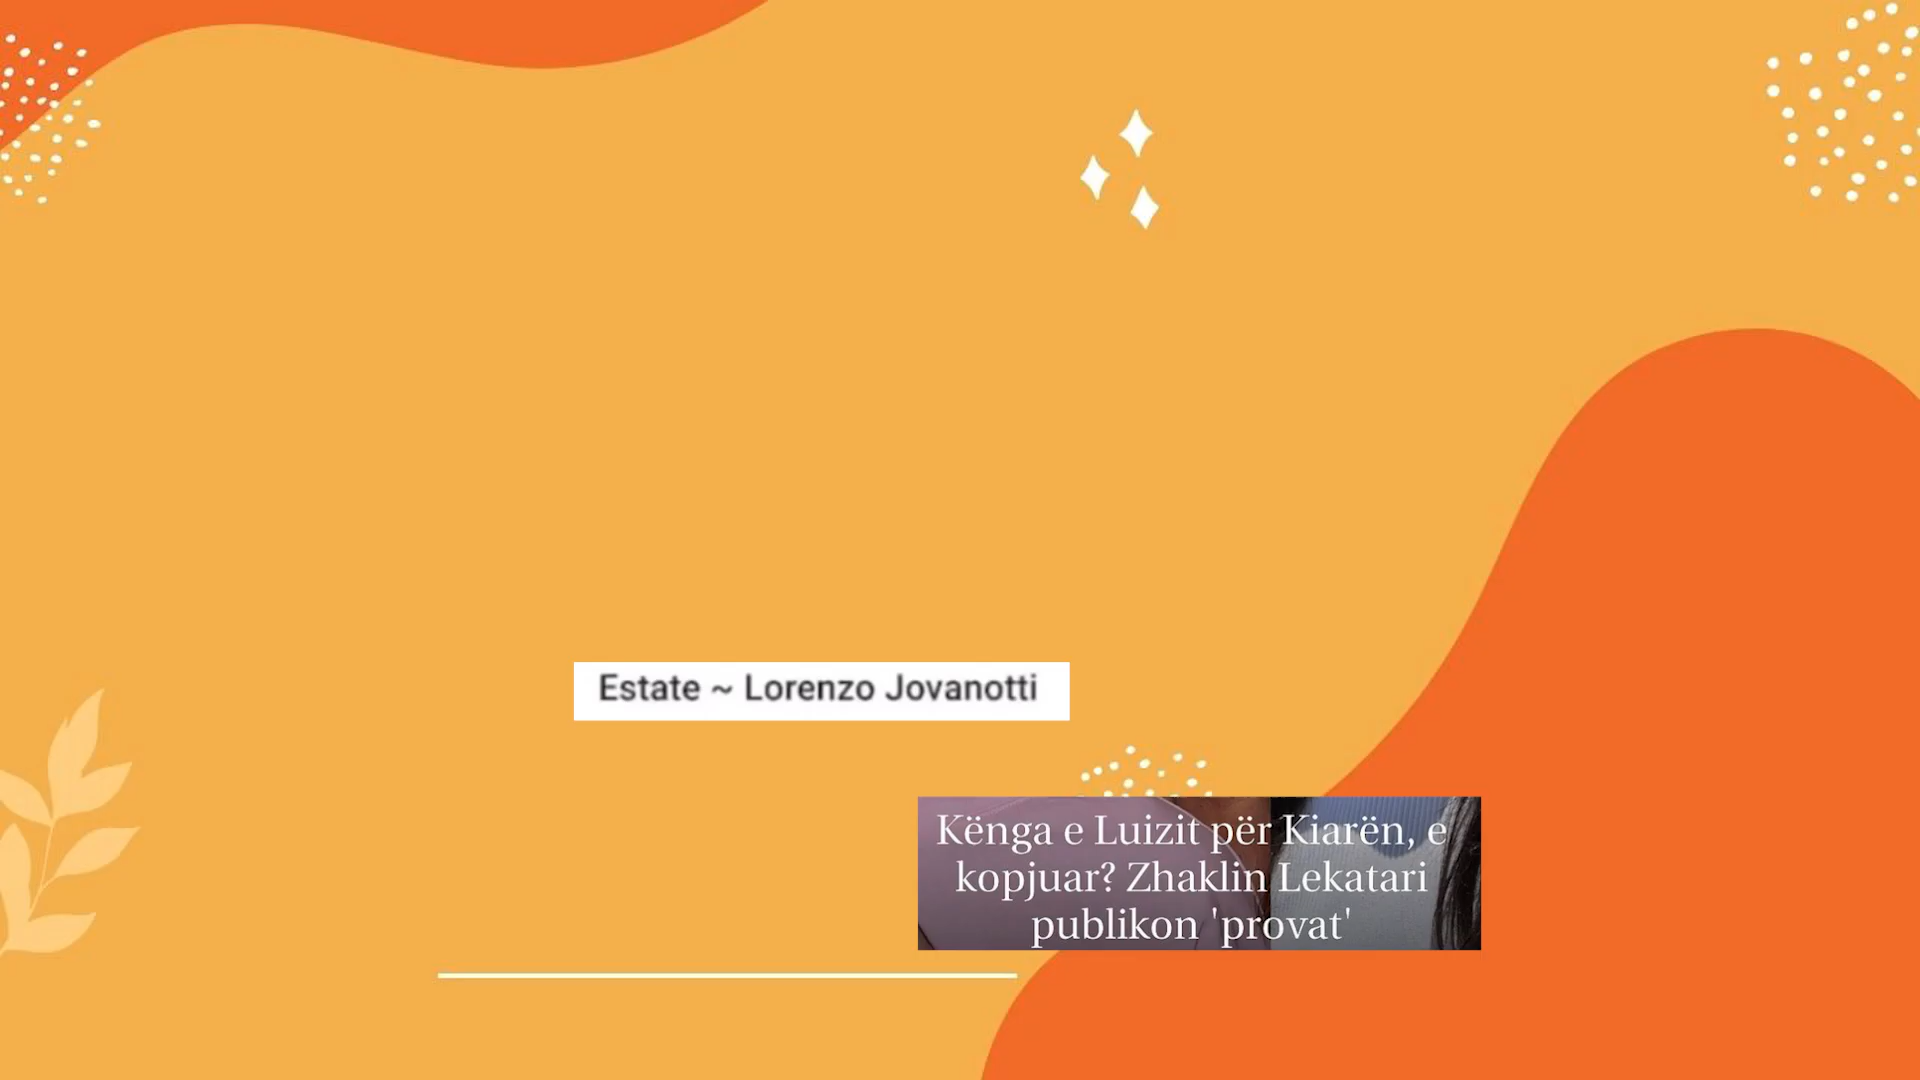 Estate ~ Lorenzo Jovanotti
Kënga e Luizit për Kiarën, e
kopjuar? Zhaklin Lekatari
publikon 'provat'